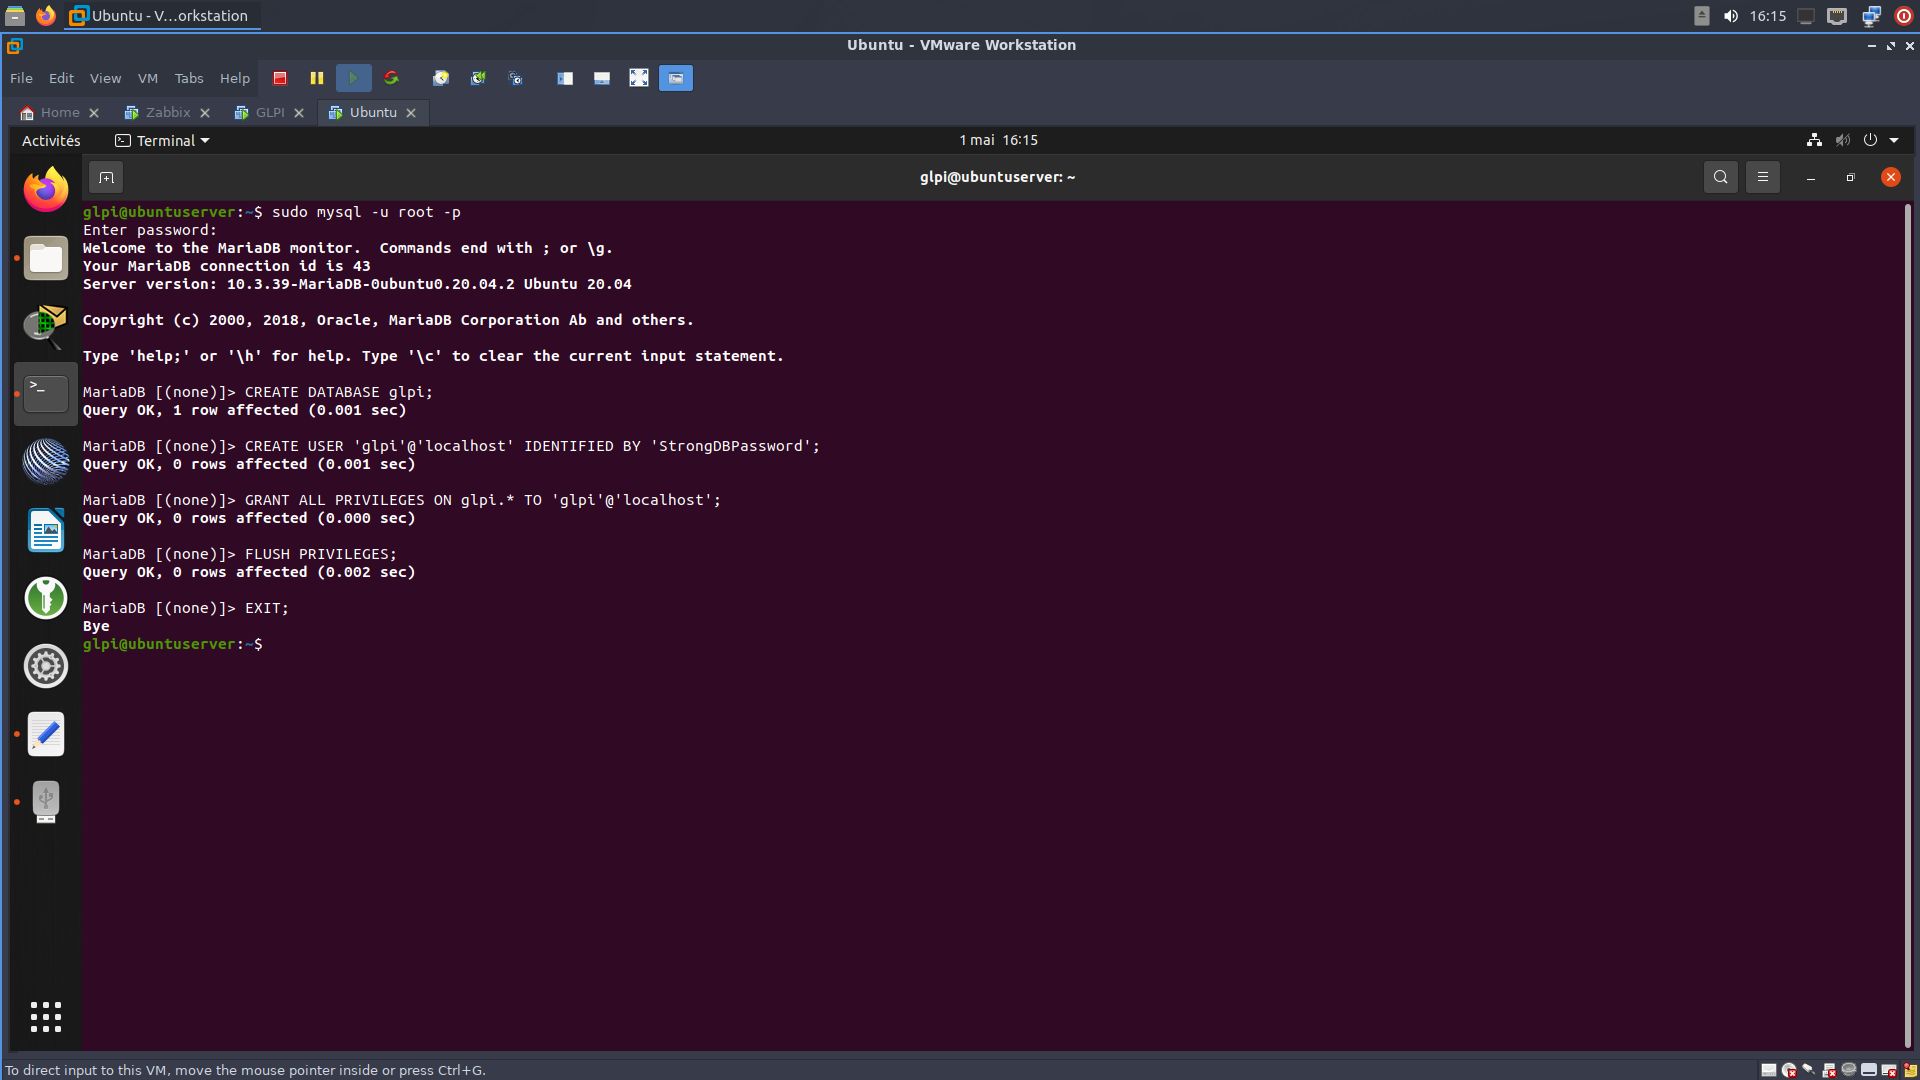 Ubuntu - V...orkstation
16:15
Ubuntu - VMware Workstation
File Edit View VM Tabs Help
Home Zabbix GLPI Ubuntu
Activités Terminal 1 mai 16:15
glpi@ubuntuserver: ~
glpi@ubuntuserver:~$ sudo mysql -u root -p
Enter password:
Welcome to the MariaDB monitor.  Commands end with ; or \g.
Your MariaDB connection id is 43
Server version: 10.3.39-MariaDB-0ubuntu0.20.04.2 Ubuntu 20.04
Copyright (c) 2000, 2018, Oracle, MariaDB Corporation Ab and others.
Type 'help;' or '\h' for help. Type '\c' to clear the current input statement.
MariaDB [(none)]> CREATE DATABASE glpi;
Query OK, 1 row affected (0.001 sec)
MariaDB [(none)]> CREATE USER 'glpi'@'localhost' IDENTIFIED BY 'StrongDBPassword';
Query OK, 0 rows affected (0.001 sec)
MariaDB [(none)]> GRANT ALL PRIVILEGES ON glpi.* TO 'glpi'@'localhost';
Query OK, 0 rows affected (0.000 sec)
MariaDB [(none)]> FLUSH PRIVILEGES;
Query OK, 0 rows affected (0.002 sec)
MariaDB [(none)]> EXIT;
Bye
glpi@ubuntuserver:~$
To direct input to this VM, move the mouse pointer inside or press Ctrl+G.